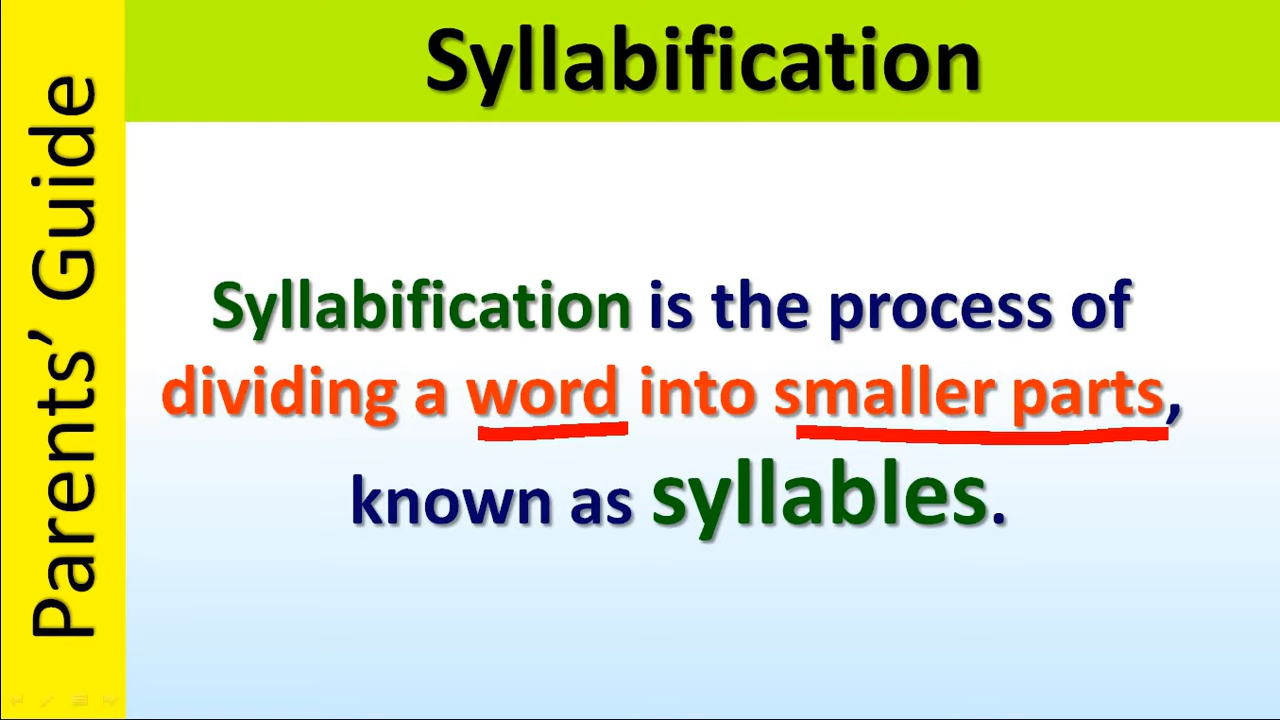 Parents’ Guide
Syllabification
Syllabification is the process of
dividing a word into smaller parts,
known as syllables.